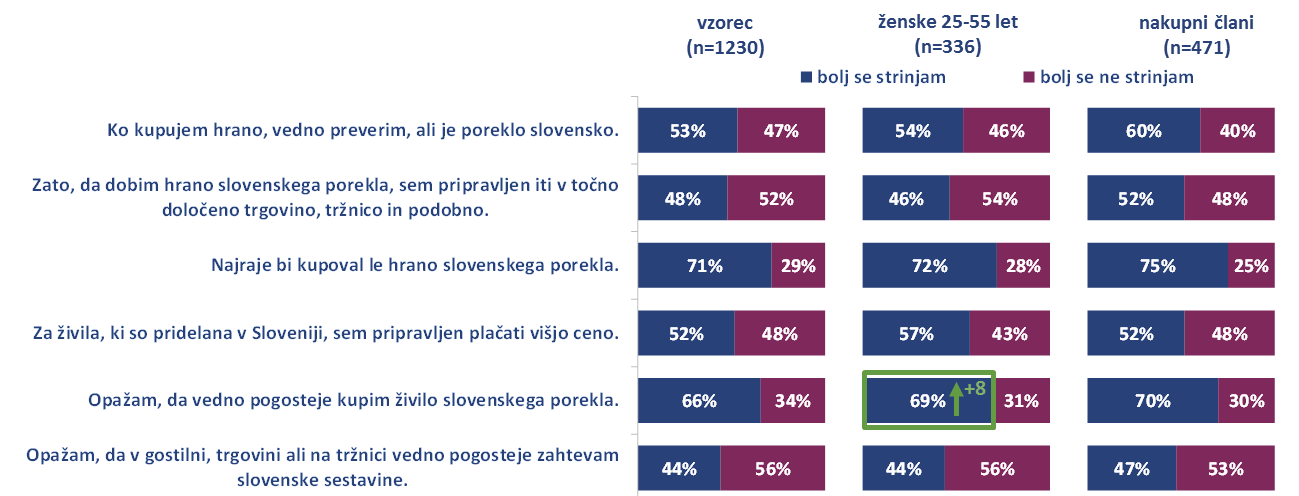 vzorec
(n=1230)
ženske 25-55 let
(n=336)
nakupni člani
(n=471)
bolj se strinjam
bolj se ne strinjam
Ko kupujem hrano, vedno preverim, ali je poreklo slovensko.
53% 47% 54% 46% 60% 40%
Zato, da dobim hrano slovenskega porekla, sem pripravljen iti v točno
določeno trgovino, tržnico in podobno.
48% 52% 46% 54% 52% 48%
Najraje bi kupoval le hrano slovenskega porekla.
71% 29% 72% 28% 75% 25%
Za živila, ki so pridelana v Sloveniji, sem pripravljen plačati višjo ceno.
52% 48% 57% 43% 52% 48%
Opažam, da vedno pogosteje kupim živilo slovenskega porekla.
66% 34% 69% +8 31% 70% 30%
Opažam, da v gostilni, trgovini ali na tržnici vedno pogosteje zahtevam
slovenske sestavine.
44% 56% 44% 56% 47% 53%